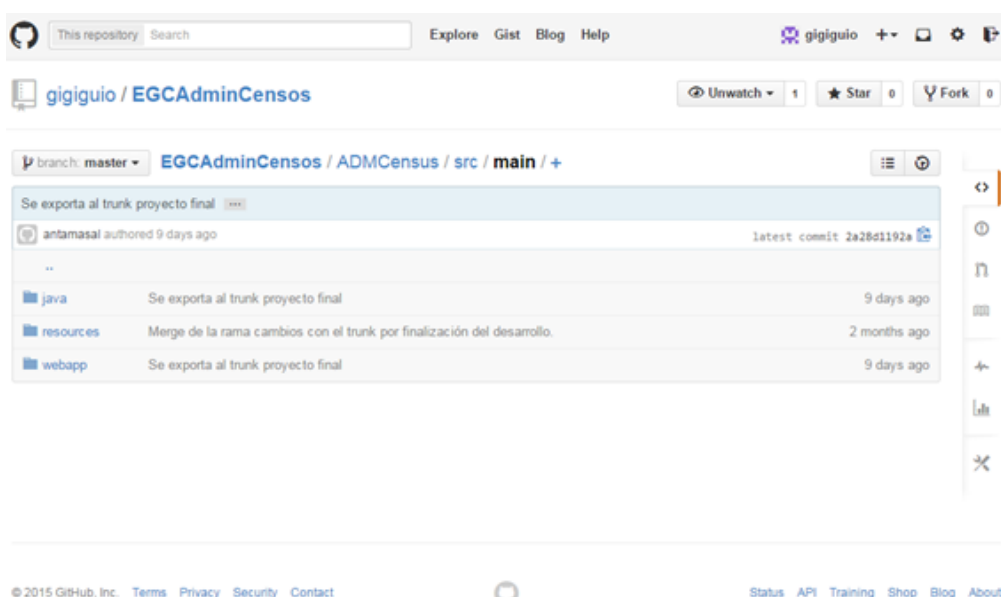 This repository Search Explore Gist Blog Help gigiguio
gigiguio / EGCAdminCensos Unwatch 1 Star 0 Fork 0
branch: master EGCAdminCensos / ADMCensus / src / main / +
Se exporta al trunk proyecto final ...
antamasal authored 9 days ago latest commit 2a28d1192a
..
java Se exporta al trunk proyecto final 9 days ago
resources Merge de la rama cambios con el trunk por finalización del desarrollo. 2 months ago
webapp Se exporta al trunk proyecto final 9 days ago
© 2015 GitHub, Inc. Terms Privacy Security Contact Status API Training Shop Blog About